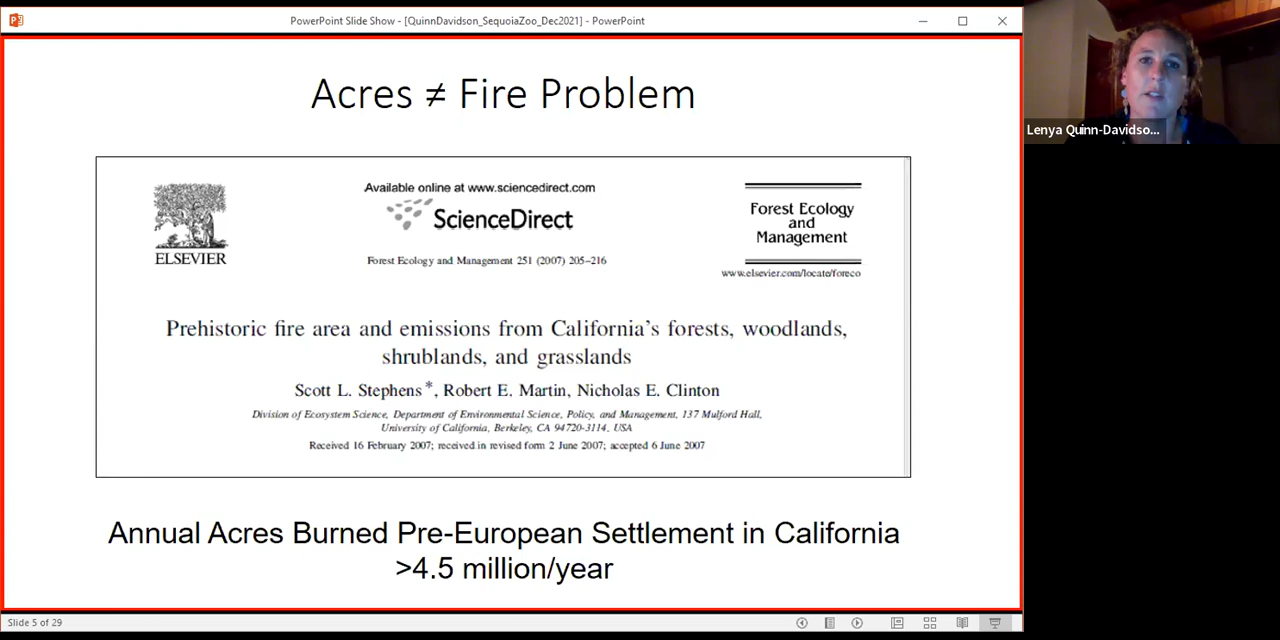 PowerPoint Slide Show - [QuinnDavidson_SequoiaZoo_Dec2021] - PowerPoint
Acres ≠ Fire Problem
ELSEVIER
Available online at www.sciencedirect.com
ScienceDirect
Forest Ecology and Management 251 (2007) 205–216
Forest Ecology
and
Management
www.elsevier.com/locate/foreco
Prehistoric fire area and emissions from California's forests, woodlands,
shrublands, and grasslands
Scott L. Stephens*, Robert E. Martin, Nicholas E. Clinton
Division of Ecosystem Science, Department of Environmental Science, Policy, and Management, 137 Mulford Hall,
University of California, Berkeley, CA 94720-3114, USA
Received 16 February 2007; received in revised form 2 June 2007; accepted 6 June 2007
Annual Acres Burned Pre-European Settlement in California
>4.5 million/year
Slide 5 of 29
Lenya Quinn-Davidso...